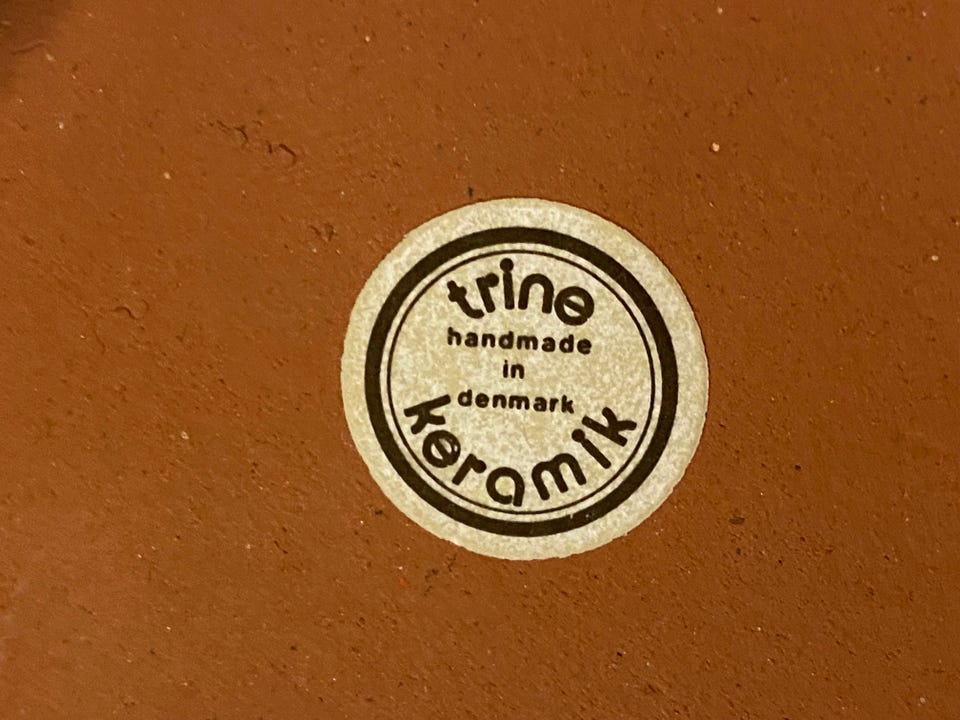 trine
handmade
in
denmark
keramik